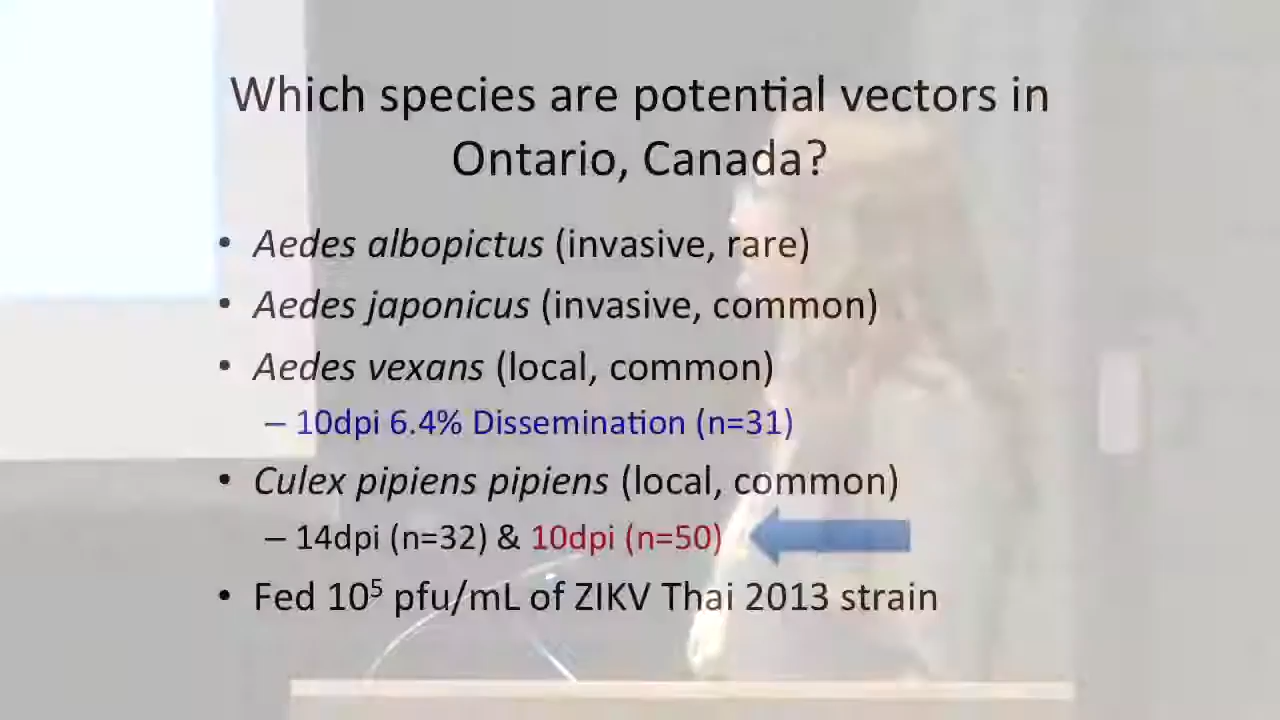 Which species are potential vectors in
Ontario, Canada?
• Aedes albopictus (invasive, rare)
• Aedes japonicus (invasive, common)
• Aedes vexans (local, common)
– 10dpi 6.4% Dissemination (n=31)
• Culex pipiens pipiens (local, common)
– 14dpi (n=32) & 10dpi (n=50)
• Fed 10⁵ pfu/mL of ZIKV Thai 2013 strain